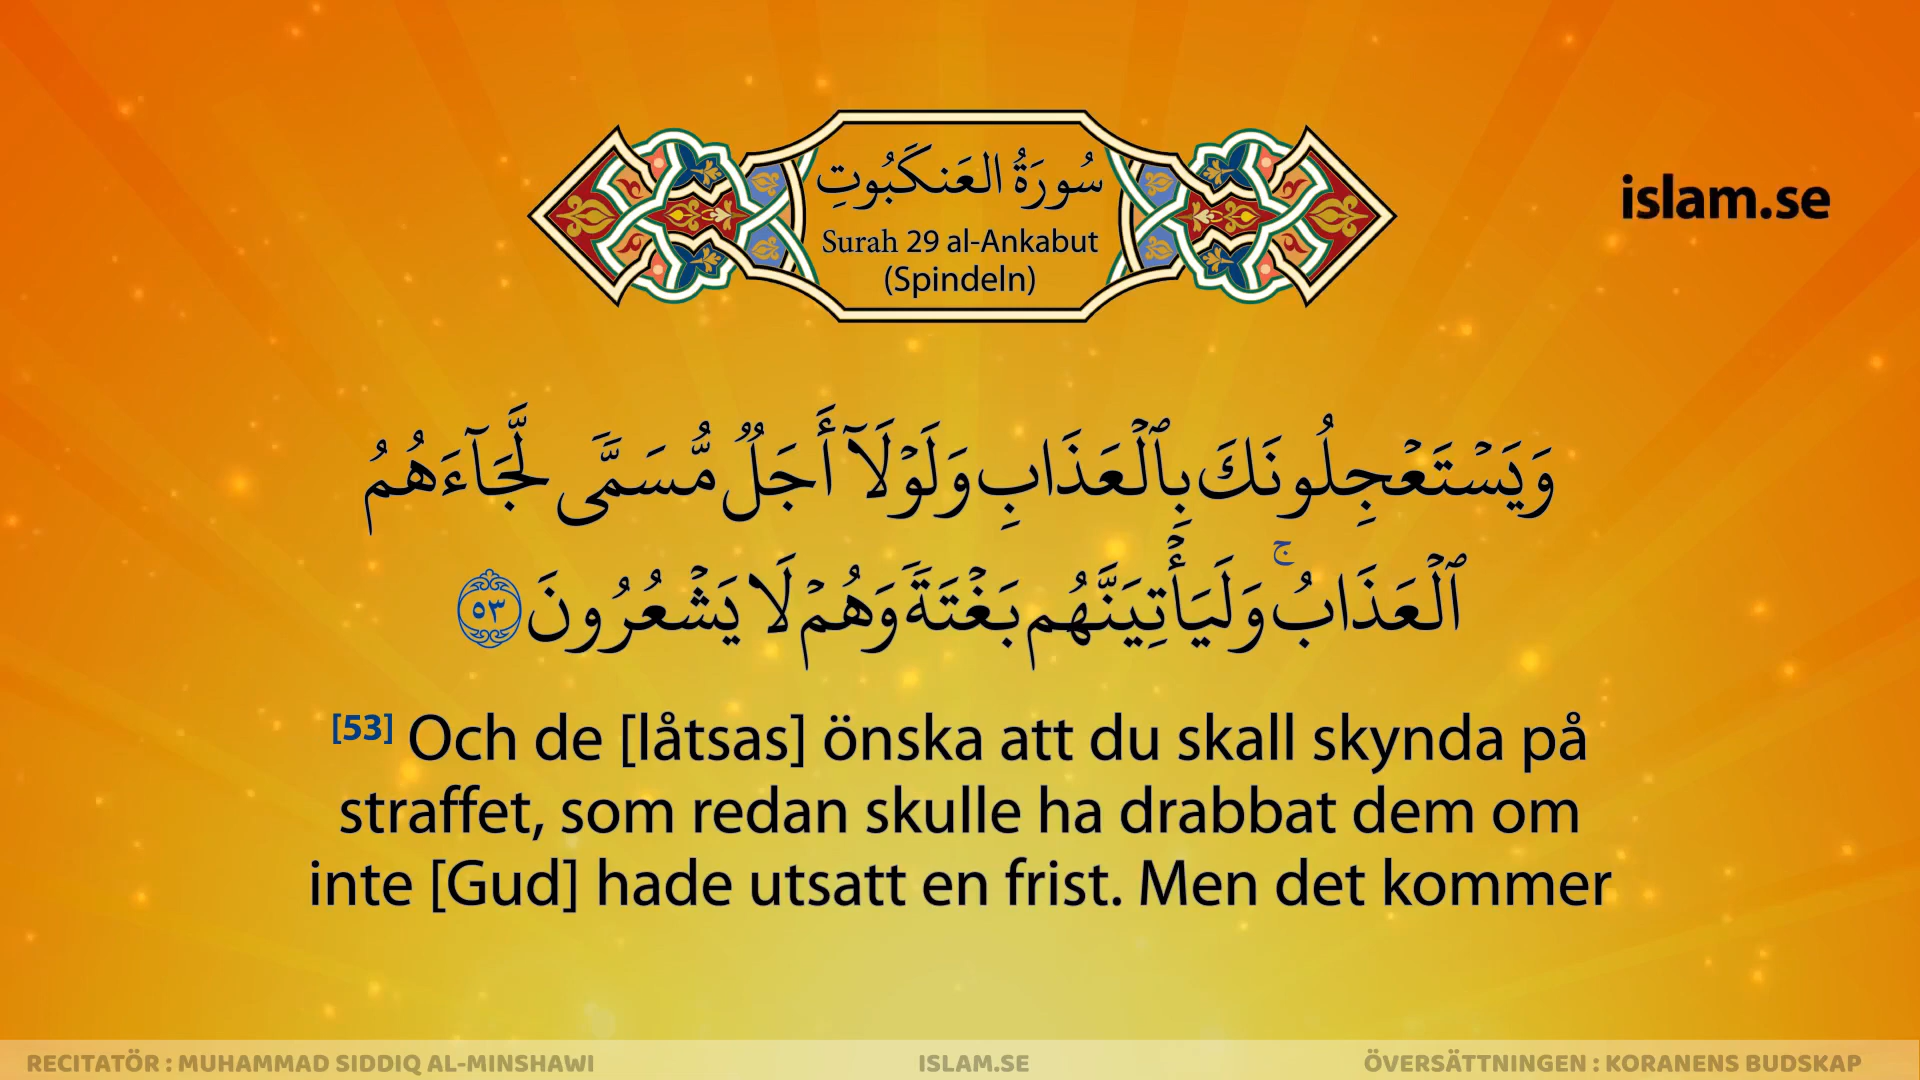 سُورَةُ العَنكَبُوتِ
Surah 29 al-Ankabut
(Spindeln)
islam.se
وَيَسۡتَعۡجِلُونَكَ بِٱلۡعَذَابِ وَلَوۡلَآ أَجَلٞ مُّسَمّٗى لَّجَآءَهُمُ
ٱلۡعَذَابُۚ وَلَيَأۡتِيَنَّهُم بَغۡتَةٗ وَهُمۡ لَا يَشۡعُرُونَ ٥٣
[53] Och de [låtsas] önska att du skall skynda på
straffet, som redan skulle ha drabbat dem om
inte [Gud] hade utsatt en frist. Men det kommer
RECITATÖR : MUHAMMAD SIDDIQ AL-MINSHAWI
ISLAM.SE
ÖVERSÄTTNINGEN : KORANENS BUDSKAP